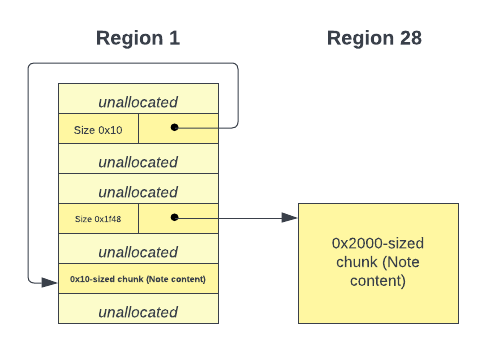 Region 1
Region 28
unallocated
Size 0x10
unallocated
unallocated
Size 0x1f48
unallocated
0x10-sized chunk (Note content)
unallocated
0x2000-sized
chunk (Note
content)